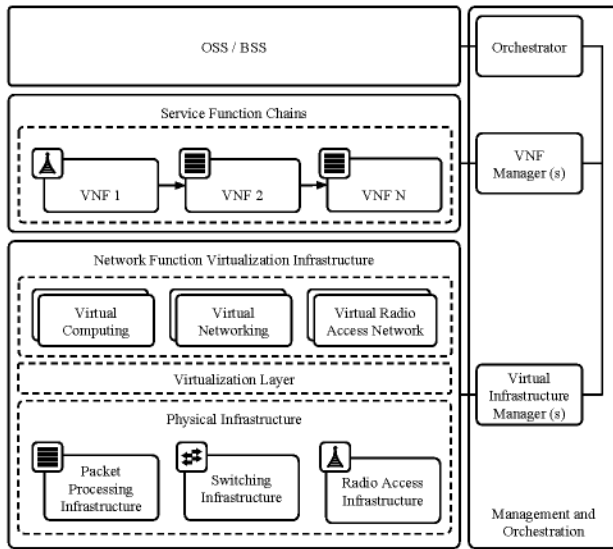 OSS / BSS
Orchestrator
Service Function Chains
VNF 1
VNF 2
VNF N
VNF
Manager (s)
Network Function Virtualization Infrastructure
Virtual
Computing
Virtual
Networking
Virtual Radio
Access Network
Virtualization Layer
Virtual
Infrastructure
Manager (s)
Physical Infrastructure
Packet
Processing
Infrastructure
Switching
Infrastructure
Radio Access
Infrastructure
Management and
Orchestration